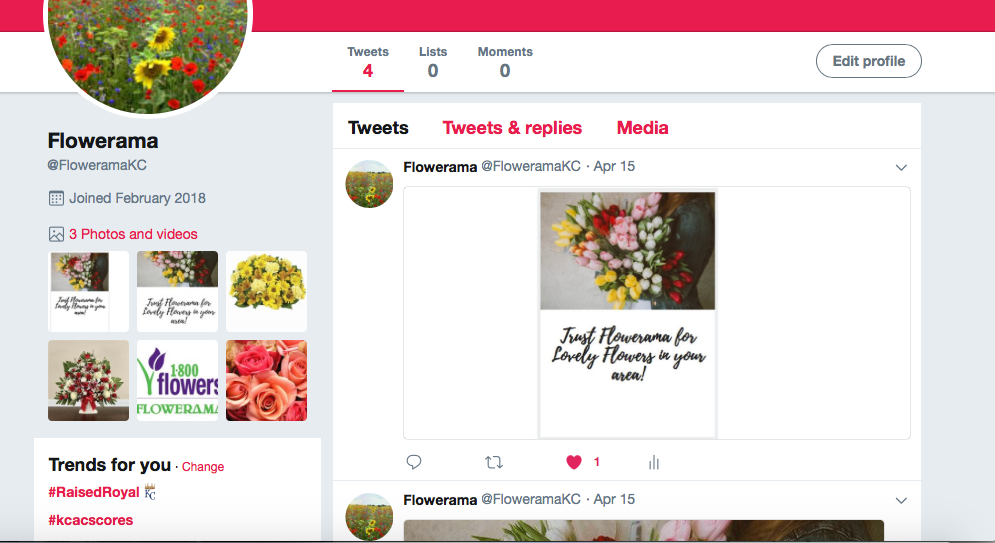 Tweets
4
Lists
0
Moments
0
Edit profile
Flowerama
@FloweramaKC
Joined February 2018
3 Photos and videos
Trust Flowerama for
Lovely Flowers in your
area!
Trust Flowerama for
Lovely Flowers in your
area!
1·800
flowers
FLOWERAMA
Trends for you · Change
#RaisedRoyal
KC
#kcacscores
Tweets Tweets & replies Media
Flowerama @FloweramaKC · Apr 15
Trust Flowerama for
Lovely Flowers in your
area!
1
Flowerama @FloweramaKC · Apr 15